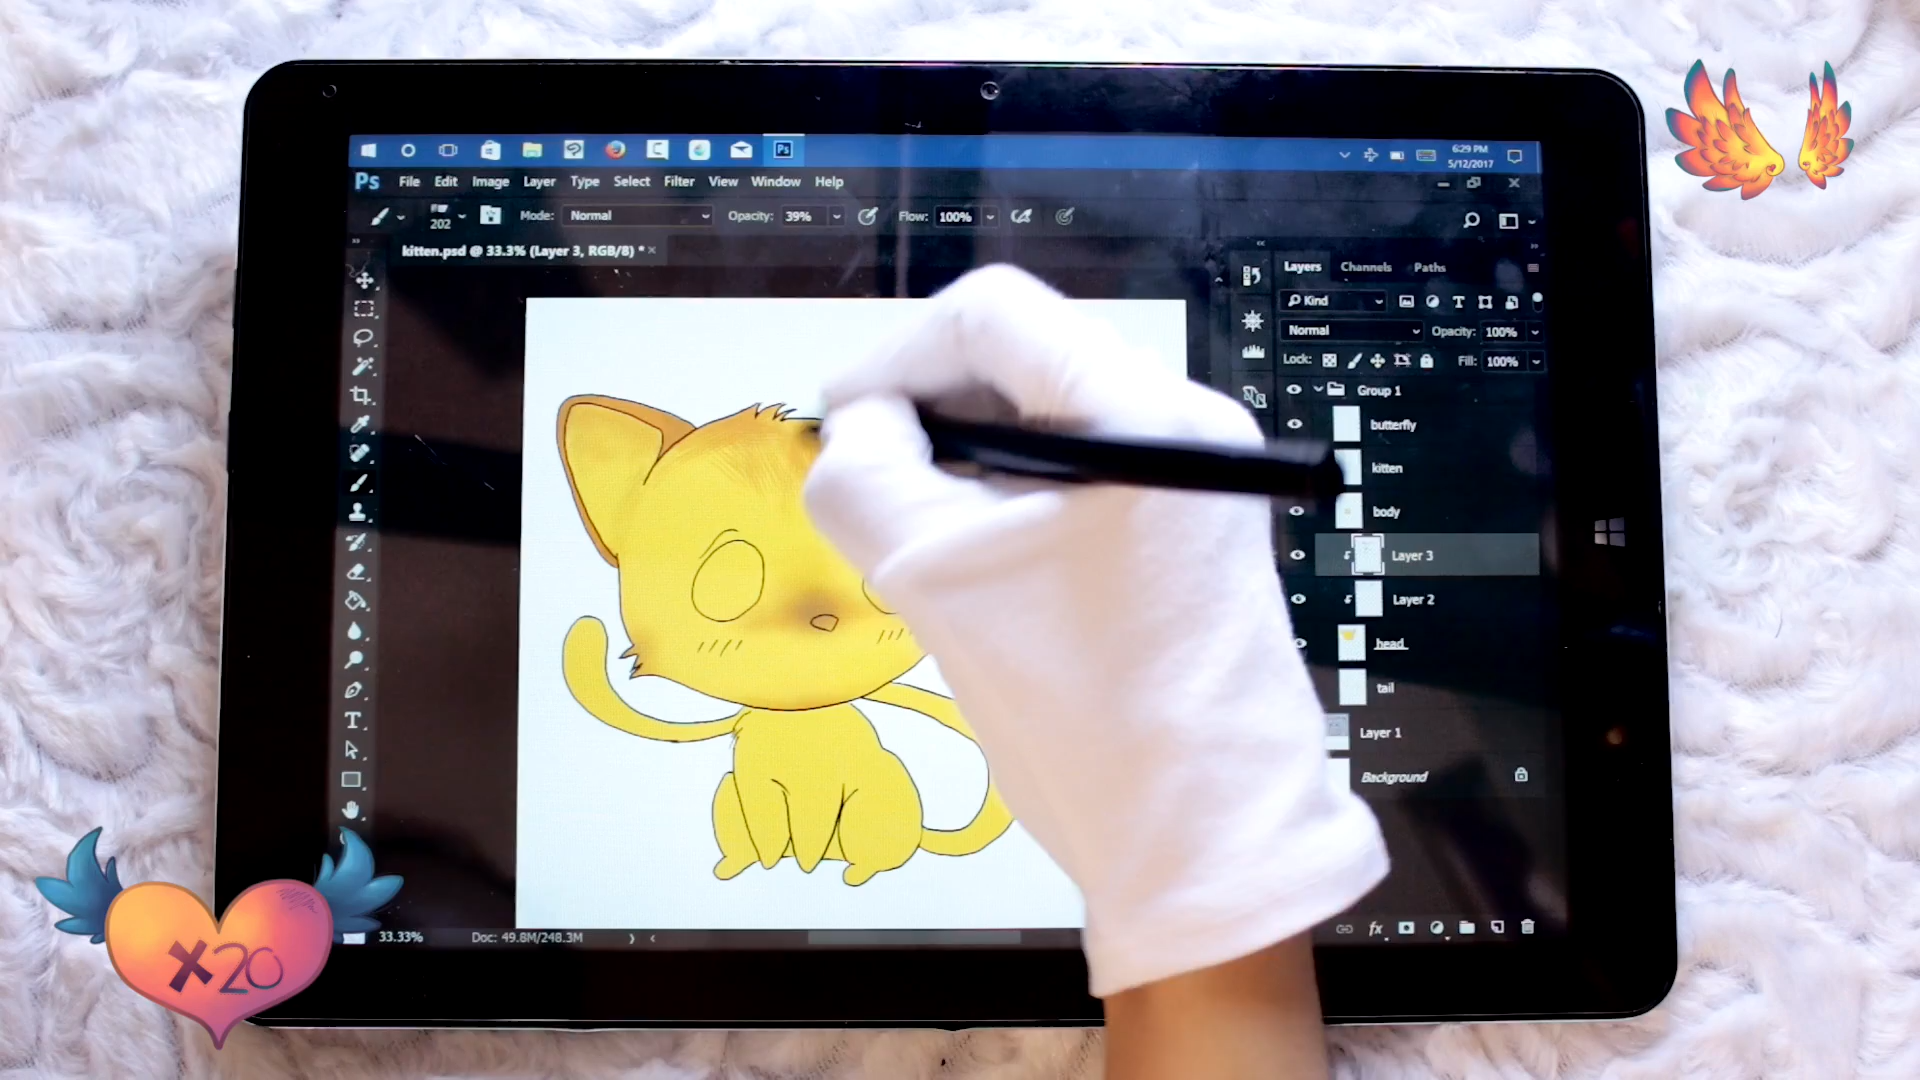 6:29 PM
5/12/2017
Ps
Ps File Edit Image Layer Type Select Filter View Window Help
202 Mode: Normal Opacity: 39% Flow: 100%
kitten.psd @ 33.3% (Layer 3, RGB/8) *
Layers Channels Paths
Kind
Normal Opacity: 100%
Lock: Fill: 100%
Group 1
butterfly
kitten
body
Layer 3
Layer 2
head
tail
Layer 1
Background
33.33% Doc: 49.8M/248.3M
fx
x20